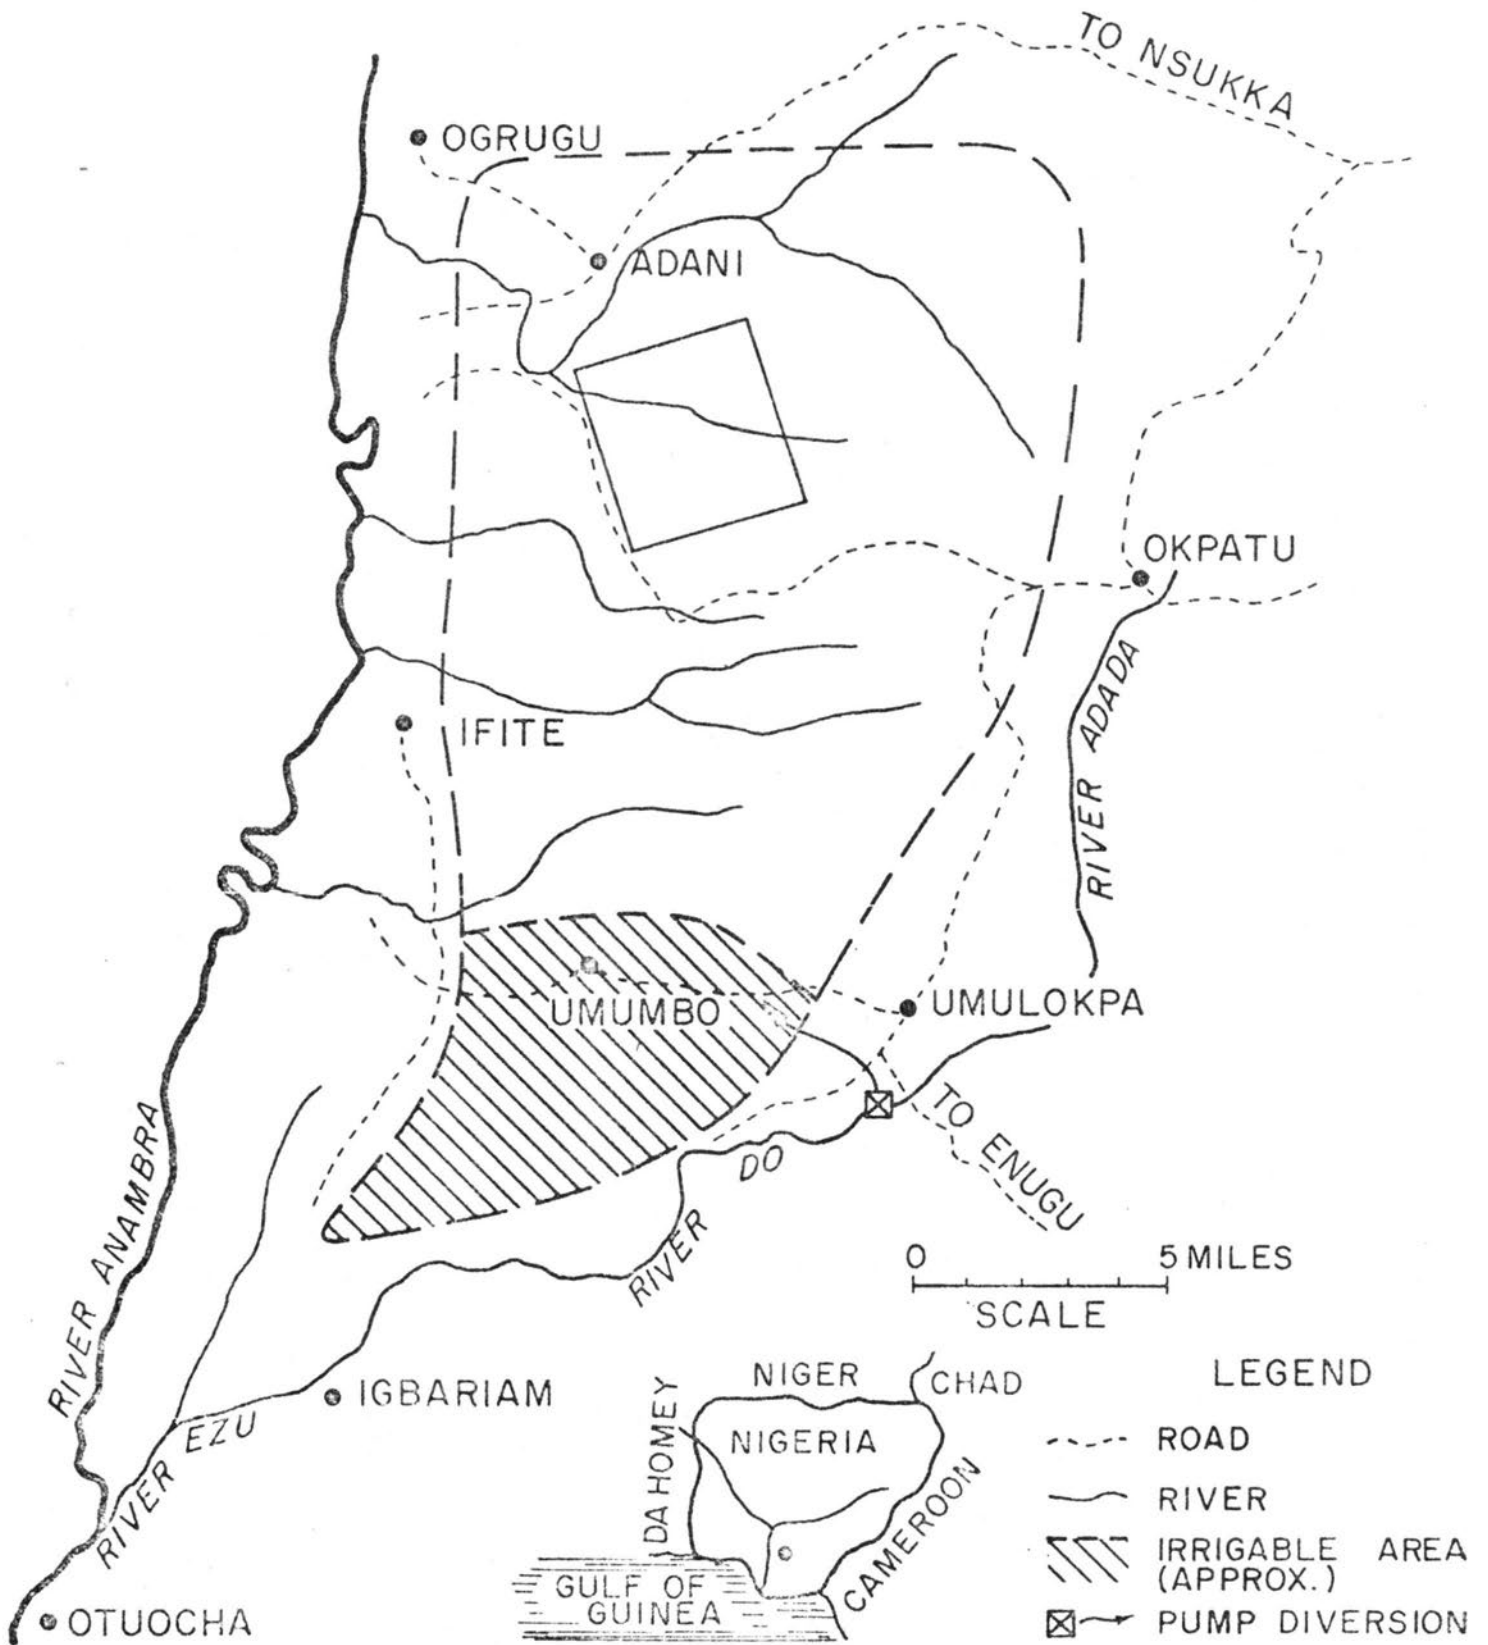 TO NSUKKA
OGRUGU
ADANI
OKPATU
RIVER ADADA
IFITE
UMUMBO
UMULOKPA
TO ENUGU
DO
RIVER
RIVER ANAMBRA
0 5 MILES
SCALE
IGBARIAM
EZU
RIVER
OTUOCHA
NIGER
CHAD
DAHOMEY
NIGERIA
CAMEROON
GULF OF
GUINEA
LEGEND
ROAD
RIVER
IRRIGABLE AREA
(APPROX.)
PUMP DIVERSION